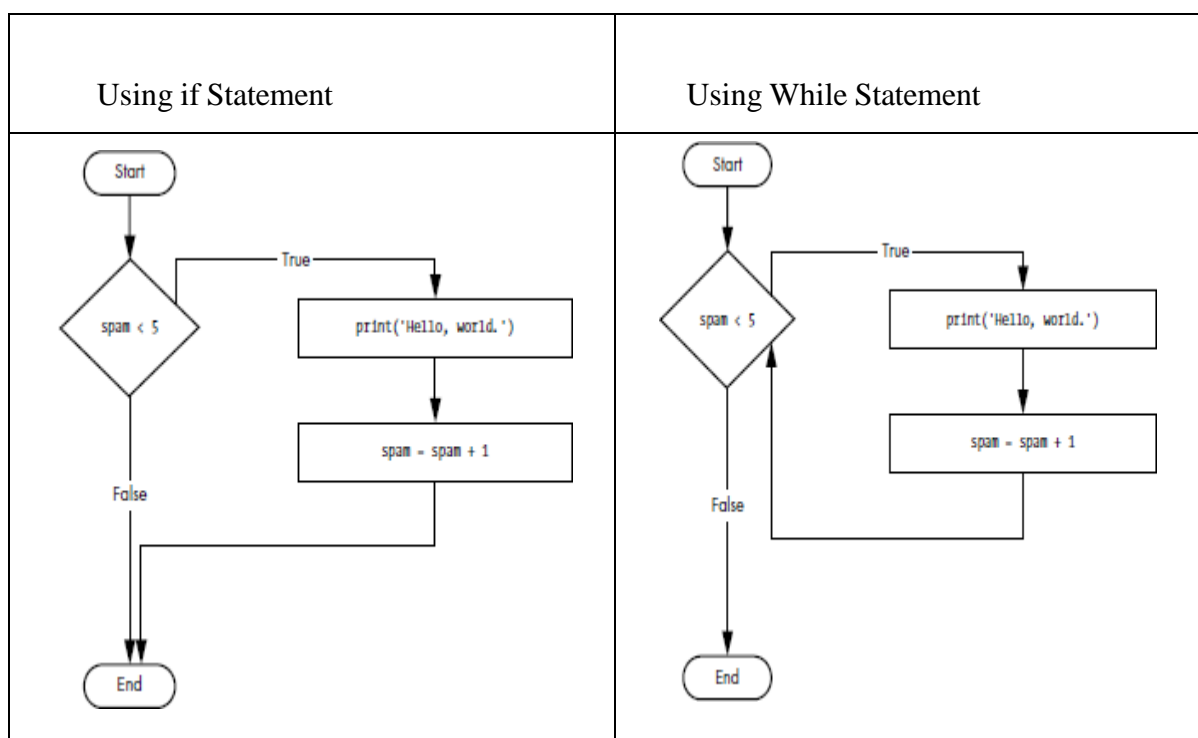 Using if Statement
Using While Statement
Start
True
spam < 5
print('Hello, world.')
spam = spam + 1
False
End
Start
True
spam < 5
print('Hello, world.')
spam = spam + 1
False
End